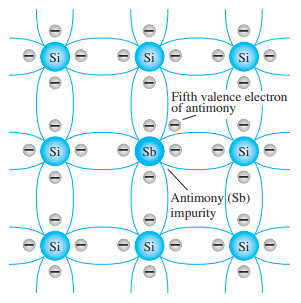 Si Si Si
Fifth valence electron
of antimony
Si Sb Si
Antimony (Sb)
impurity
Si Si Si